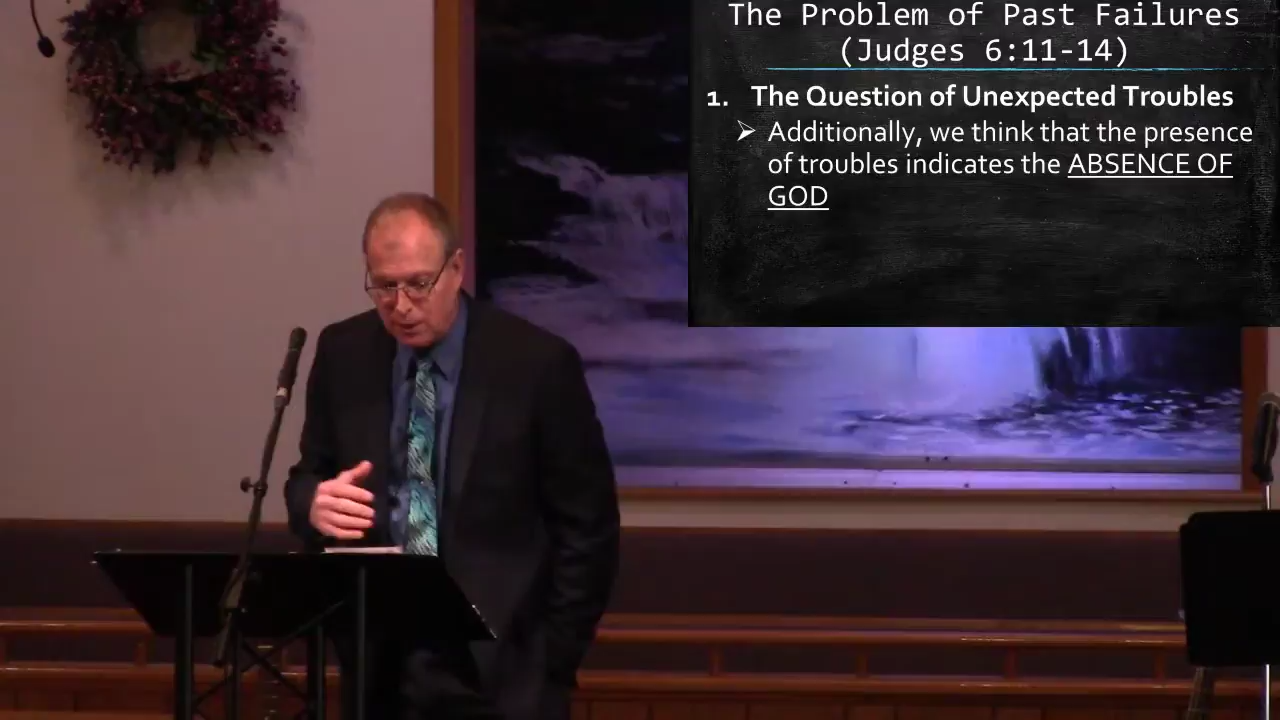 The Problem of Past Failures
(Judges 6:11-14)
1. The Question of Unexpected Troubles
Additionally, we think that the presence
of troubles indicates the ABSENCE OF
GOD